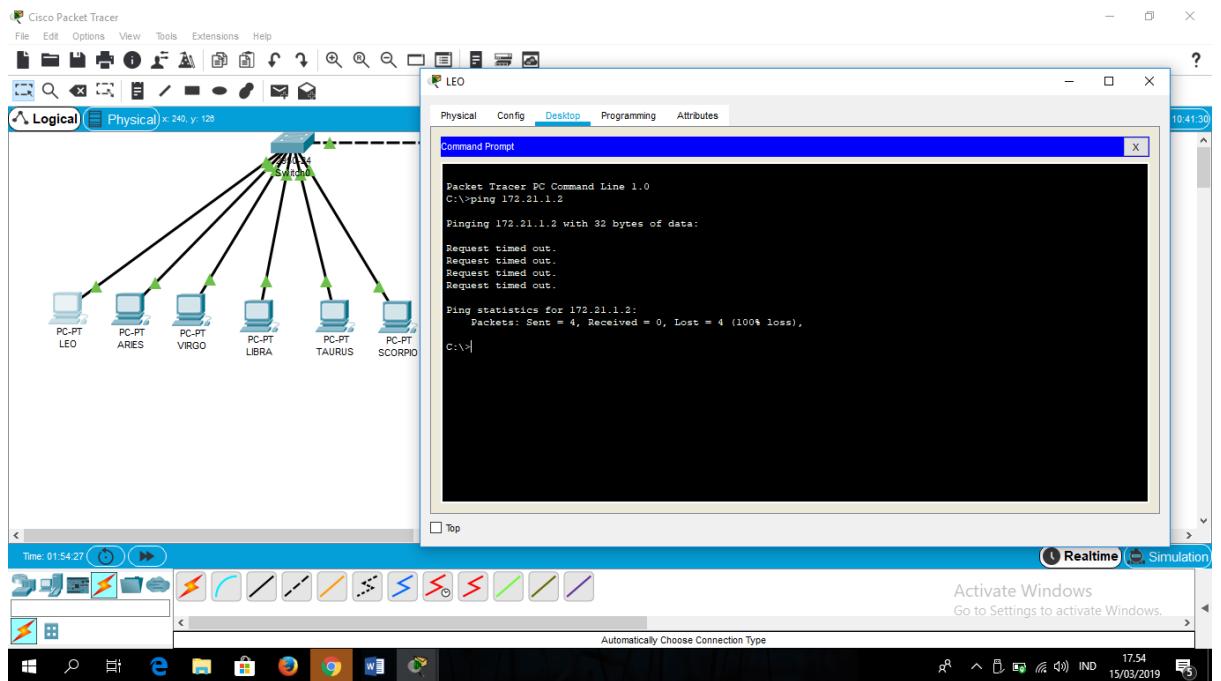 Cisco Packet Tracer
File Edit Options View Tools Extensions Help
?
Logical Physical x: 240, y: 128
10:41:30
Switch0
PC-PT
LEO
PC-PT
ARIES
PC-PT
VIRGO
PC-PT
LIBRA
PC-PT
TAURUS
PC-PT
SCORPIO
LEO
Physical Config Desktop Programming Attributes
Command Prompt X
Packet Tracer PC Command Line 1.0
C:\>ping 172.21.1.2
Pinging 172.21.1.2 with 32 bytes of data:
Request timed out.
Request timed out.
Request timed out.
Request timed out.
Ping statistics for 172.21.1.2:
Packets: Sent = 4, Received = 0, Lost = 4 (100% loss),
C:\>
Top
Time: 01:54:27
Realtime Simulation
Activate Windows
Go to Settings to activate Windows.
Automatically Choose Connection Type
IND
17.54
15/03/2019
5